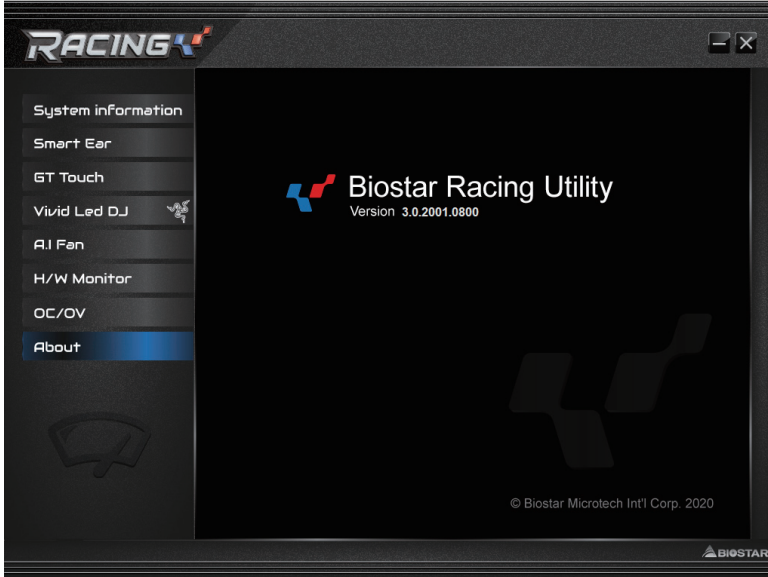 RACING
System information
Smart Ear
GT Touch
Vivid Led DJ
A.I Fan
H/W Monitor
OC/OV
About
Biostar Racing Utility
Version 3.0.2001.0800
© Biostar Microtech Int'l Corp. 2020
BIOSTAR